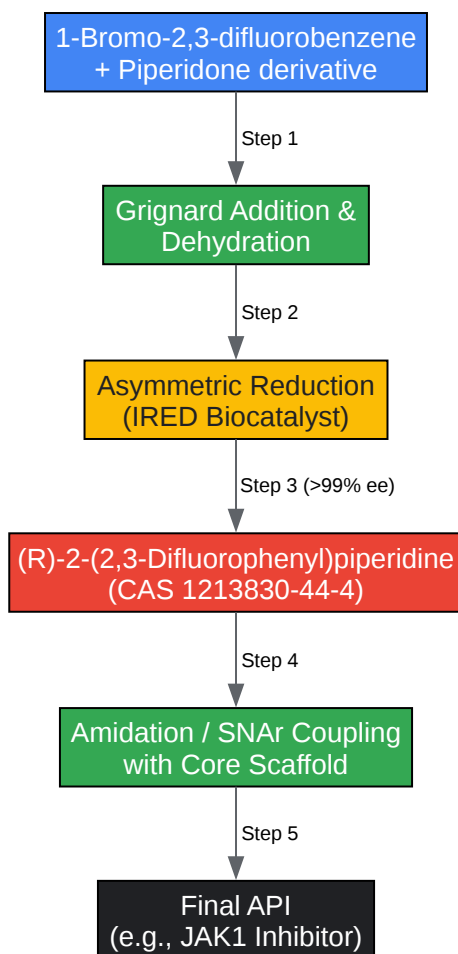 1-Bromo-2,3-difluorobenzene
+ Piperidone derivative
Step 1
Grignard Addition &
Dehydration
Step 2
Asymmetric Reduction
(IRED Biocatalyst)
Step 3 (>99% ee)
(R)-2-(2,3-Difluorophenyl)piperidine
(CAS 1213830-44-4)
Step 4
Amidation / SNAr Coupling
with Core Scaffold
Step 5
Final API
(e.g., JAK1 Inhibitor)